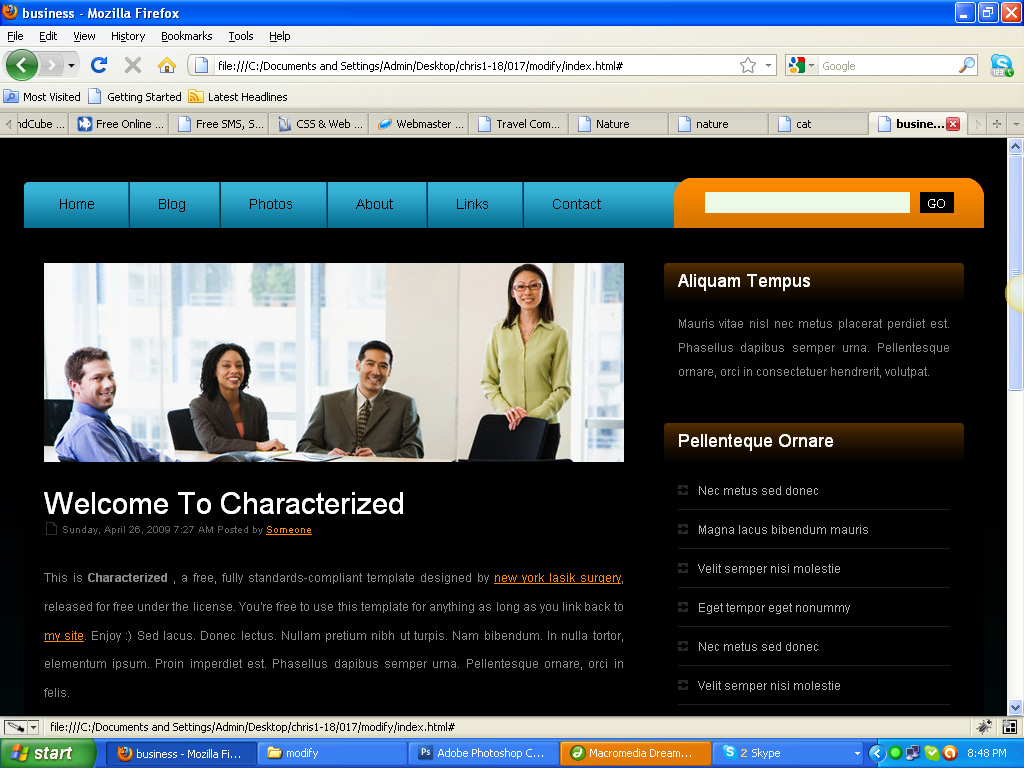 business - Mozilla Firefox
File Edit View History Bookmarks Tools Help
file:///C:/Documents and Settings/Admin/Desktop/chris1-18/017/modify/index.html# Google
Most Visited Getting Started Latest Headlines
ndCube ... Free Online ... Free SMS, S... CSS & Web ... Webmaster ... Travel Com... Nature nature cat busine...
Home Blog Photos About Links Contact GO
Aliquam Tempus
Mauris vitae nisl nec metus placerat perdiet est.
Phasellus dapibus semper urna. Pellentesque
ornare, orci in consectetuer hendrerit, volutpat.
Pellenteque Ornare
Nec metus sed donec
Magna lacus bibendum mauris
Velit semper nisi molestie
Eget tempor eget nonummy
Nec metus sed donec
Velit semper nisi molestie
Welcome To Characterized
Sunday, April 26, 2009 7:27 AM Posted by Someone
This is Characterized , a free, fully standards-compliant template designed by new york lasik surgery,
released for free under the license. You're free to use this template for anything as long as you link back to
my site. Enjoy :) Sed lacus. Donec lectus. Nullam pretium nibh ut turpis. Nam bibendum. In nulla tortor,
elementum ipsum. Proin imperdiet est. Phasellus dapibus semper urna. Pellentesque ornare, orci in
felis.
file:///C:/Documents and Settings/Admin/Desktop/chris1-18/017/modify/index.html#
start business - Mozilla Fi... modify Ps Adobe Photoshop C... Macromedia Dream... 2 Skype 8:48 PM